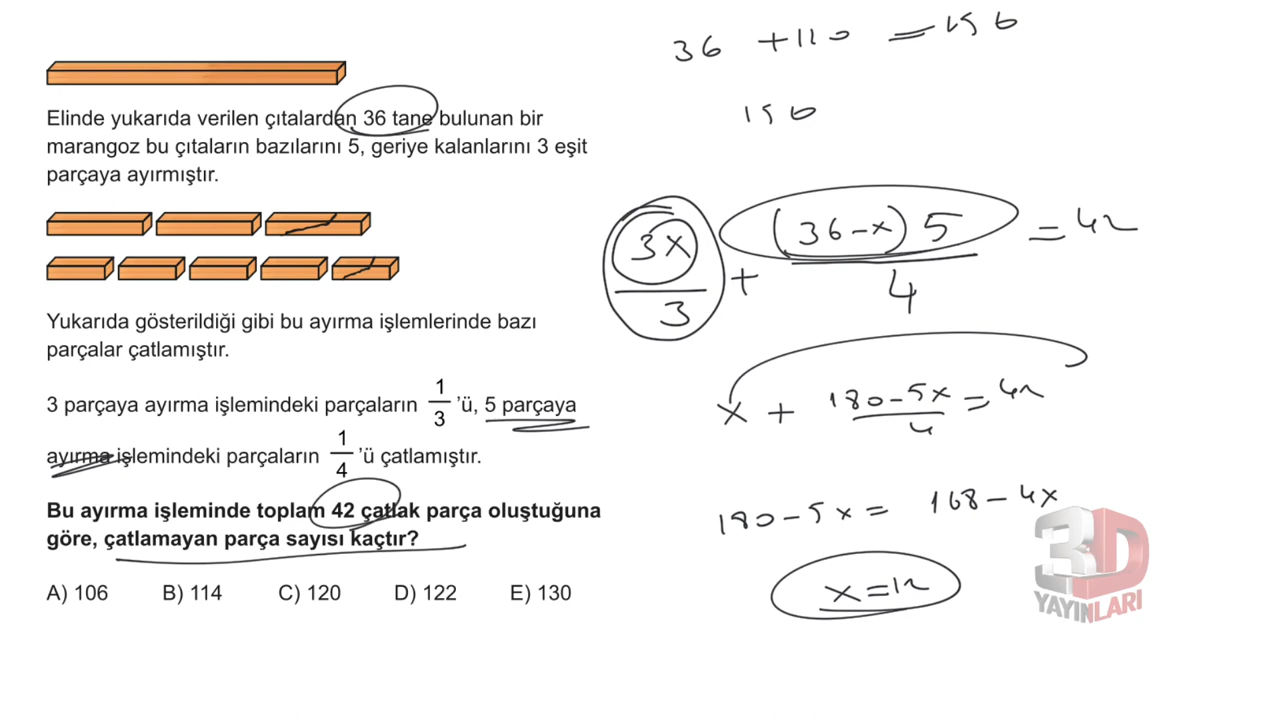 Elinde yukarıda verilen çıtalardan 36 tane bulunan bir
marangoz bu çıtaların bazılarını 5, geriye kalanlarını 3 eşit
parçaya ayırmıştır.
Yukarıda gösterildiği gibi bu ayırma işlemlerinde bazı
parçalar çatlamıştır.
3 parçaya ayırma işlemindeki parçaların 1/3 'ü, 5 parçaya
ayırma işlemindeki parçaların 1/4 'ü çatlamıştır.
Bu ayırma işleminde toplam 42 çatlak parça oluştuğuna
göre, çatlamayan parça sayısı kaçtır?
A) 106 B) 114 C) 120 D) 122 E) 130
36 + 120 = 156
156
3x/3 + (36-x)5/4 = 42
x + 180-5x/4 = 42
180-5x = 168-4x
x=12
3D
YAYINLARI